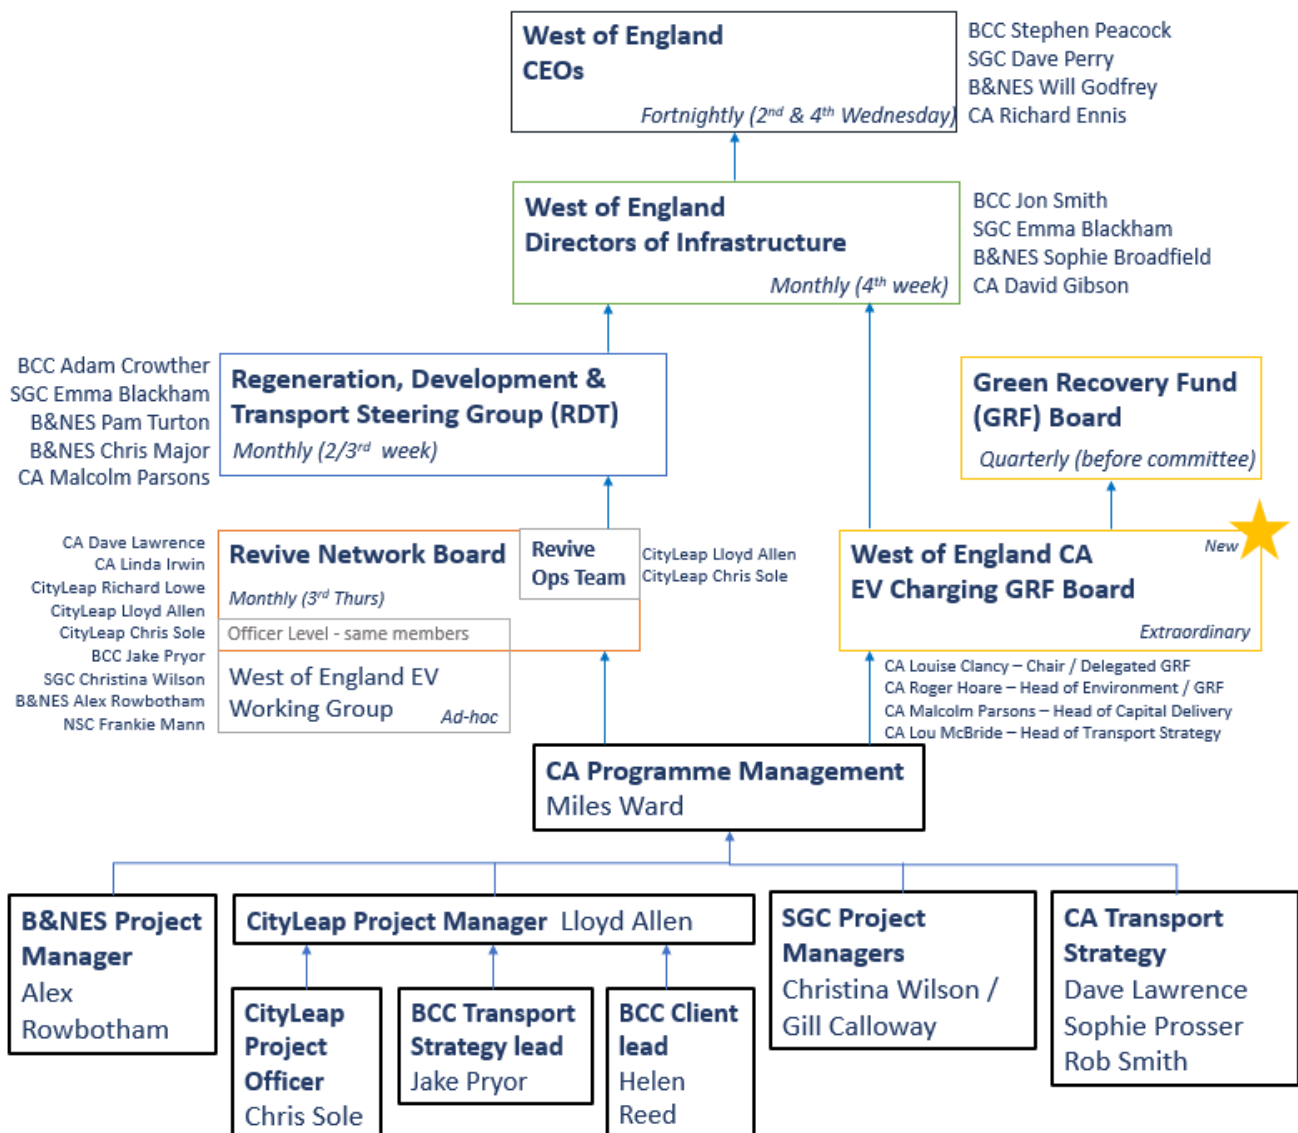 West of England
CEOs
Fortnightly (2nd & 4th Wednesday)
BCC Stephen Peacock
SGC Dave Perry
B&NES Will Godfrey
CA Richard Ennis
West of England
Directors of Infrastructure
Monthly (4th week)
BCC Jon Smith
SGC Emma Blackham
B&NES Sophie Broadfield
CA David Gibson
BCC Adam Crowther
SGC Emma Blackham
B&NES Pam Turton
B&NES Chris Major
CA Malcolm Parsons
Regeneration, Development &
Transport Steering Group (RDT)
Monthly (2/3rd week)
Green Recovery Fund
(GRF) Board
Quarterly (before committee)
CA Dave Lawrence
CA Linda Irwin
CityLeap Richard Lowe
CityLeap Lloyd Allen
CityLeap Chris Sole
BCC Jake Pryor
SGC Christina Wilson
B&NES Alex Rowbotham
NSC Frankie Mann
Revive Network Board
Monthly (3rd Thurs)
Revive
Ops Team
CityLeap Lloyd Allen
CityLeap Chris Sole
Officer Level - same members
West of England EV
Working Group
Ad-hoc
New
West of England CA
EV Charging GRF Board
Extraordinary
CA Louise Clancy – Chair / Delegated GRF
CA Roger Hoare – Head of Environment / GRF
CA Malcolm Parsons – Head of Capital Delivery
CA Lou McBride – Head of Transport Strategy
CA Programme Management
Miles Ward
B&NES Project
Manager
Alex
Rowbotham
CityLeap Project Manager Lloyd Allen
CityLeap
Project
Officer
Chris Sole
BCC Transport
Strategy lead
Jake Pryor
BCC Client
lead
Helen
Reed
SGC Project
Managers
Christina Wilson /
Gill Calloway
CA Transport
Strategy
Dave Lawrence
Sophie Prosser
Rob Smith